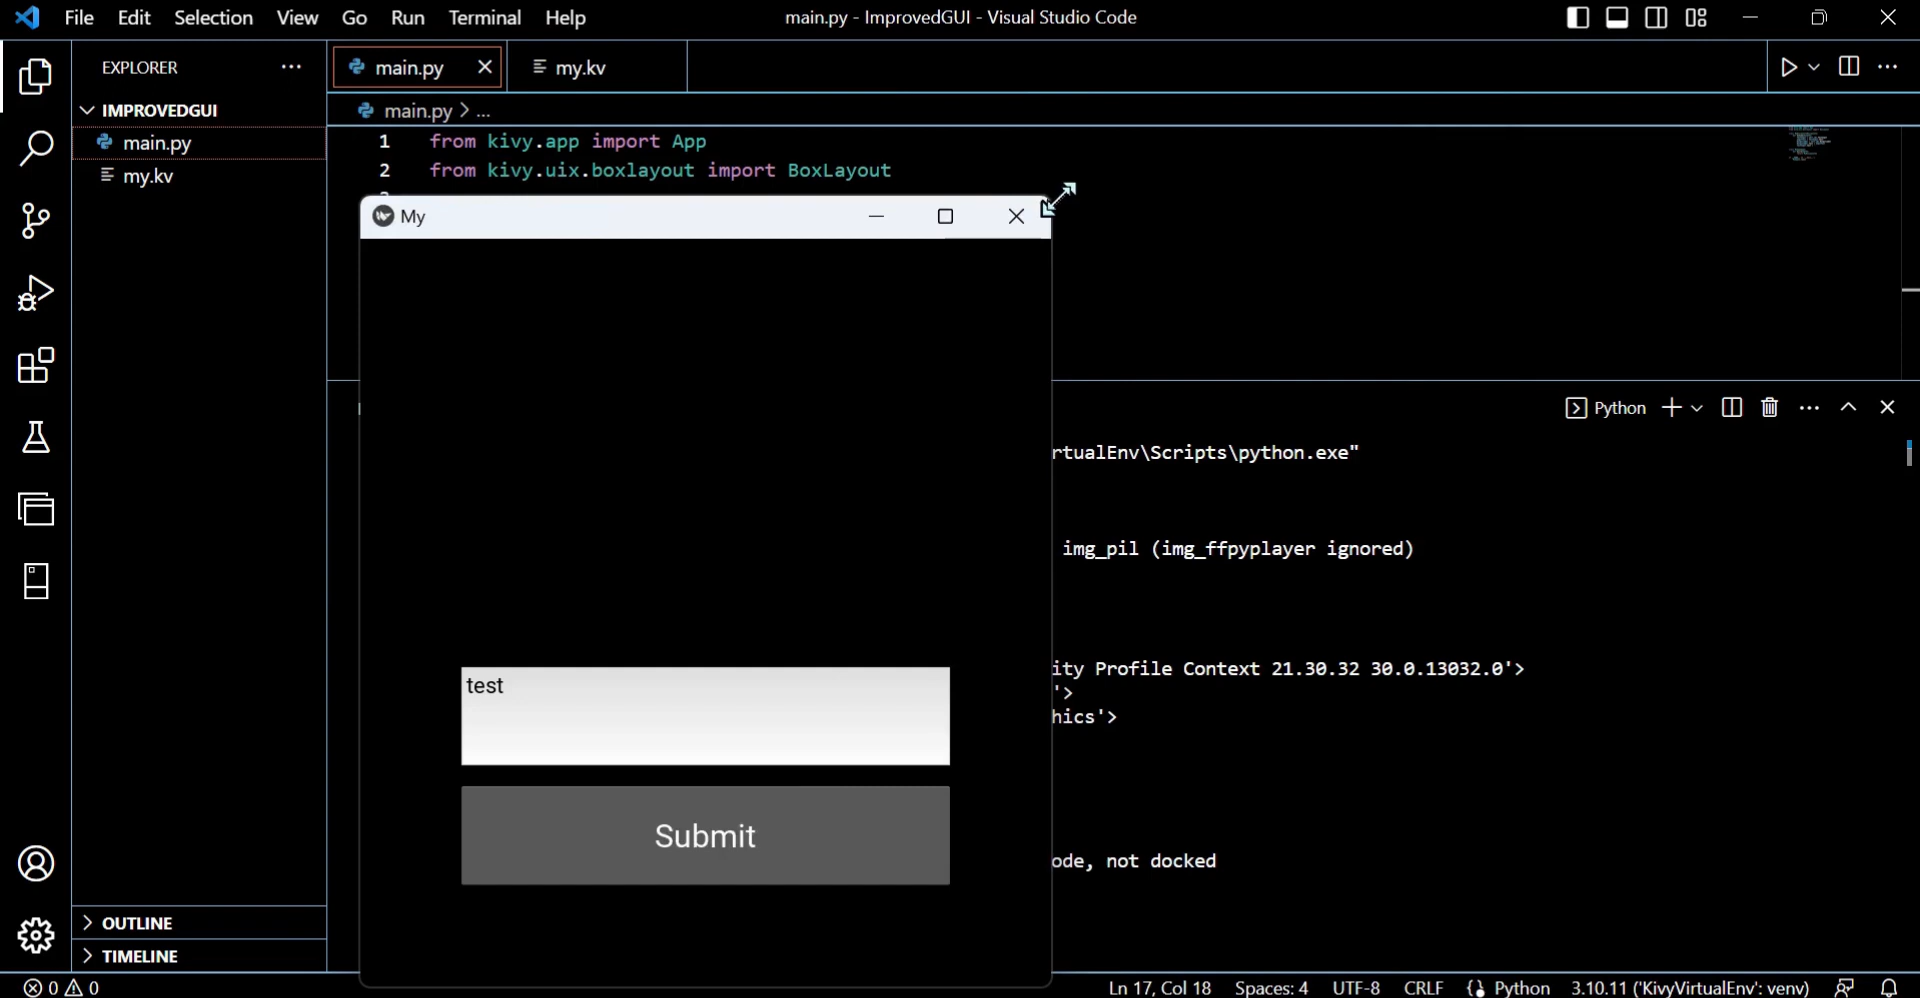 File Edit Selection View Go Run Terminal Help main.py - ImprovedGUI - Visual Studio Code
EXPLORER
IMPROVEDGUI
main.py
my.kv
OUTLINE
TIMELINE
main.py my.kv
main.py > ...
1 from kivy.app import App
2 from kivy.uix.boxlayout import BoxLayout
My
test
Submit
Python
rtualEnv\Scripts\python.exe"
img_pil (img_ffpyplayer ignored)
ity Profile Context 21.30.32 30.0.13032.0'>
'>
hics'>
ode, not docked
0 0 Ln 17, Col 18 Spaces: 4 UTF-8 CRLF Python 3.10.11 ('KivyVirtualEnv': venv)